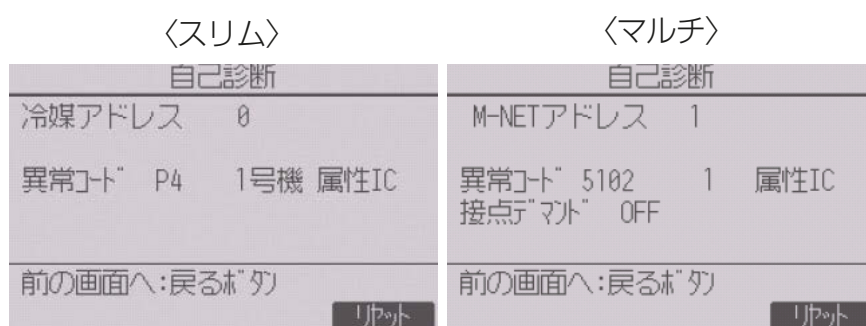 〈スリム〉
自己診断
冷媒アドレス 0
異常ｺｰﾄﾞ P4 1号機 属性IC
前の画面へ:戻るﾎﾞﾀﾝ
ﾘｾｯﾄ
〈マルチ〉
自己診断
M-NETアドレス 1
異常ｺｰﾄﾞ 5102 1 属性IC
接点ﾃﾞﾏﾝﾄﾞ OFF
前の画面へ:戻るﾎﾞﾀﾝ
ﾘｾｯﾄ